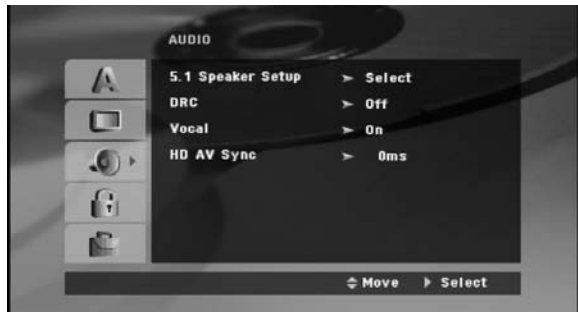 AUDIO
5.1 Speaker Setup ➤ Select
DRC ➤ Off
Vocal ➤ On
HD AV Sync ➤ 0ms
A
Move Select